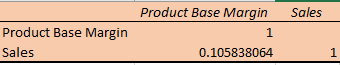 Product Base Margin Sales
Product Base Margin 1
Sales 0.105838064 1